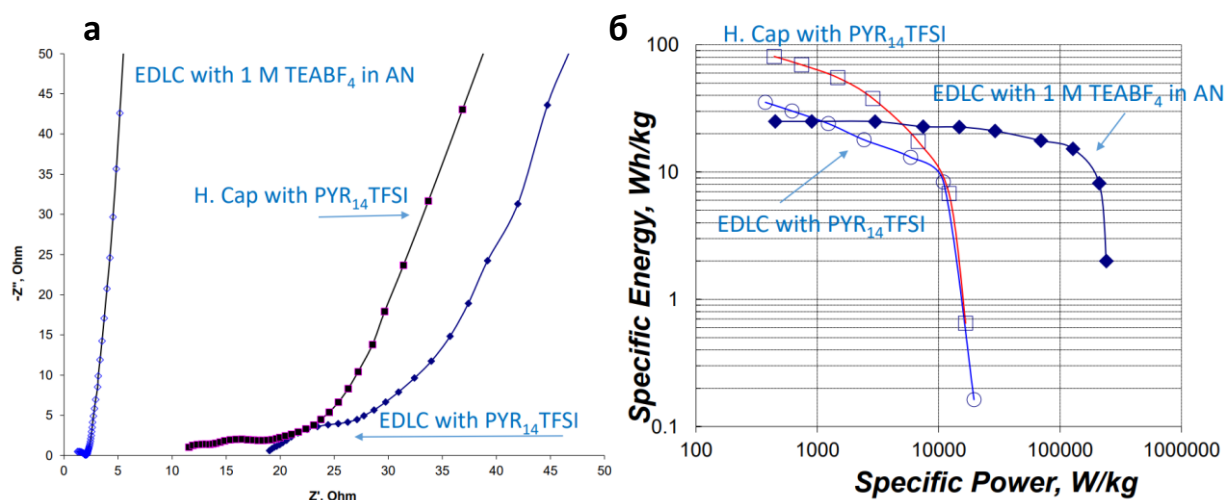 а
50
45
40
35
30
25
20
15
10
5
0
-Z'', Ohm
EDLC with 1 M TEABF₄ in AN
H. Cap with PYR₁₄TFSI
EDLC with PYR₁₄TFSI
0 5 10 15 20 25 30 35 40 45 50
Z', Ohm
б
H. Cap with PYR₁₄TFSI
EDLC with 1 M TEABF₄ in AN
EDLC with PYR₁₄TFSI
100
10
1
0.1
Specific Energy, Wh/kg
100 1000 10000 100000 1000000
Specific Power, W/kg